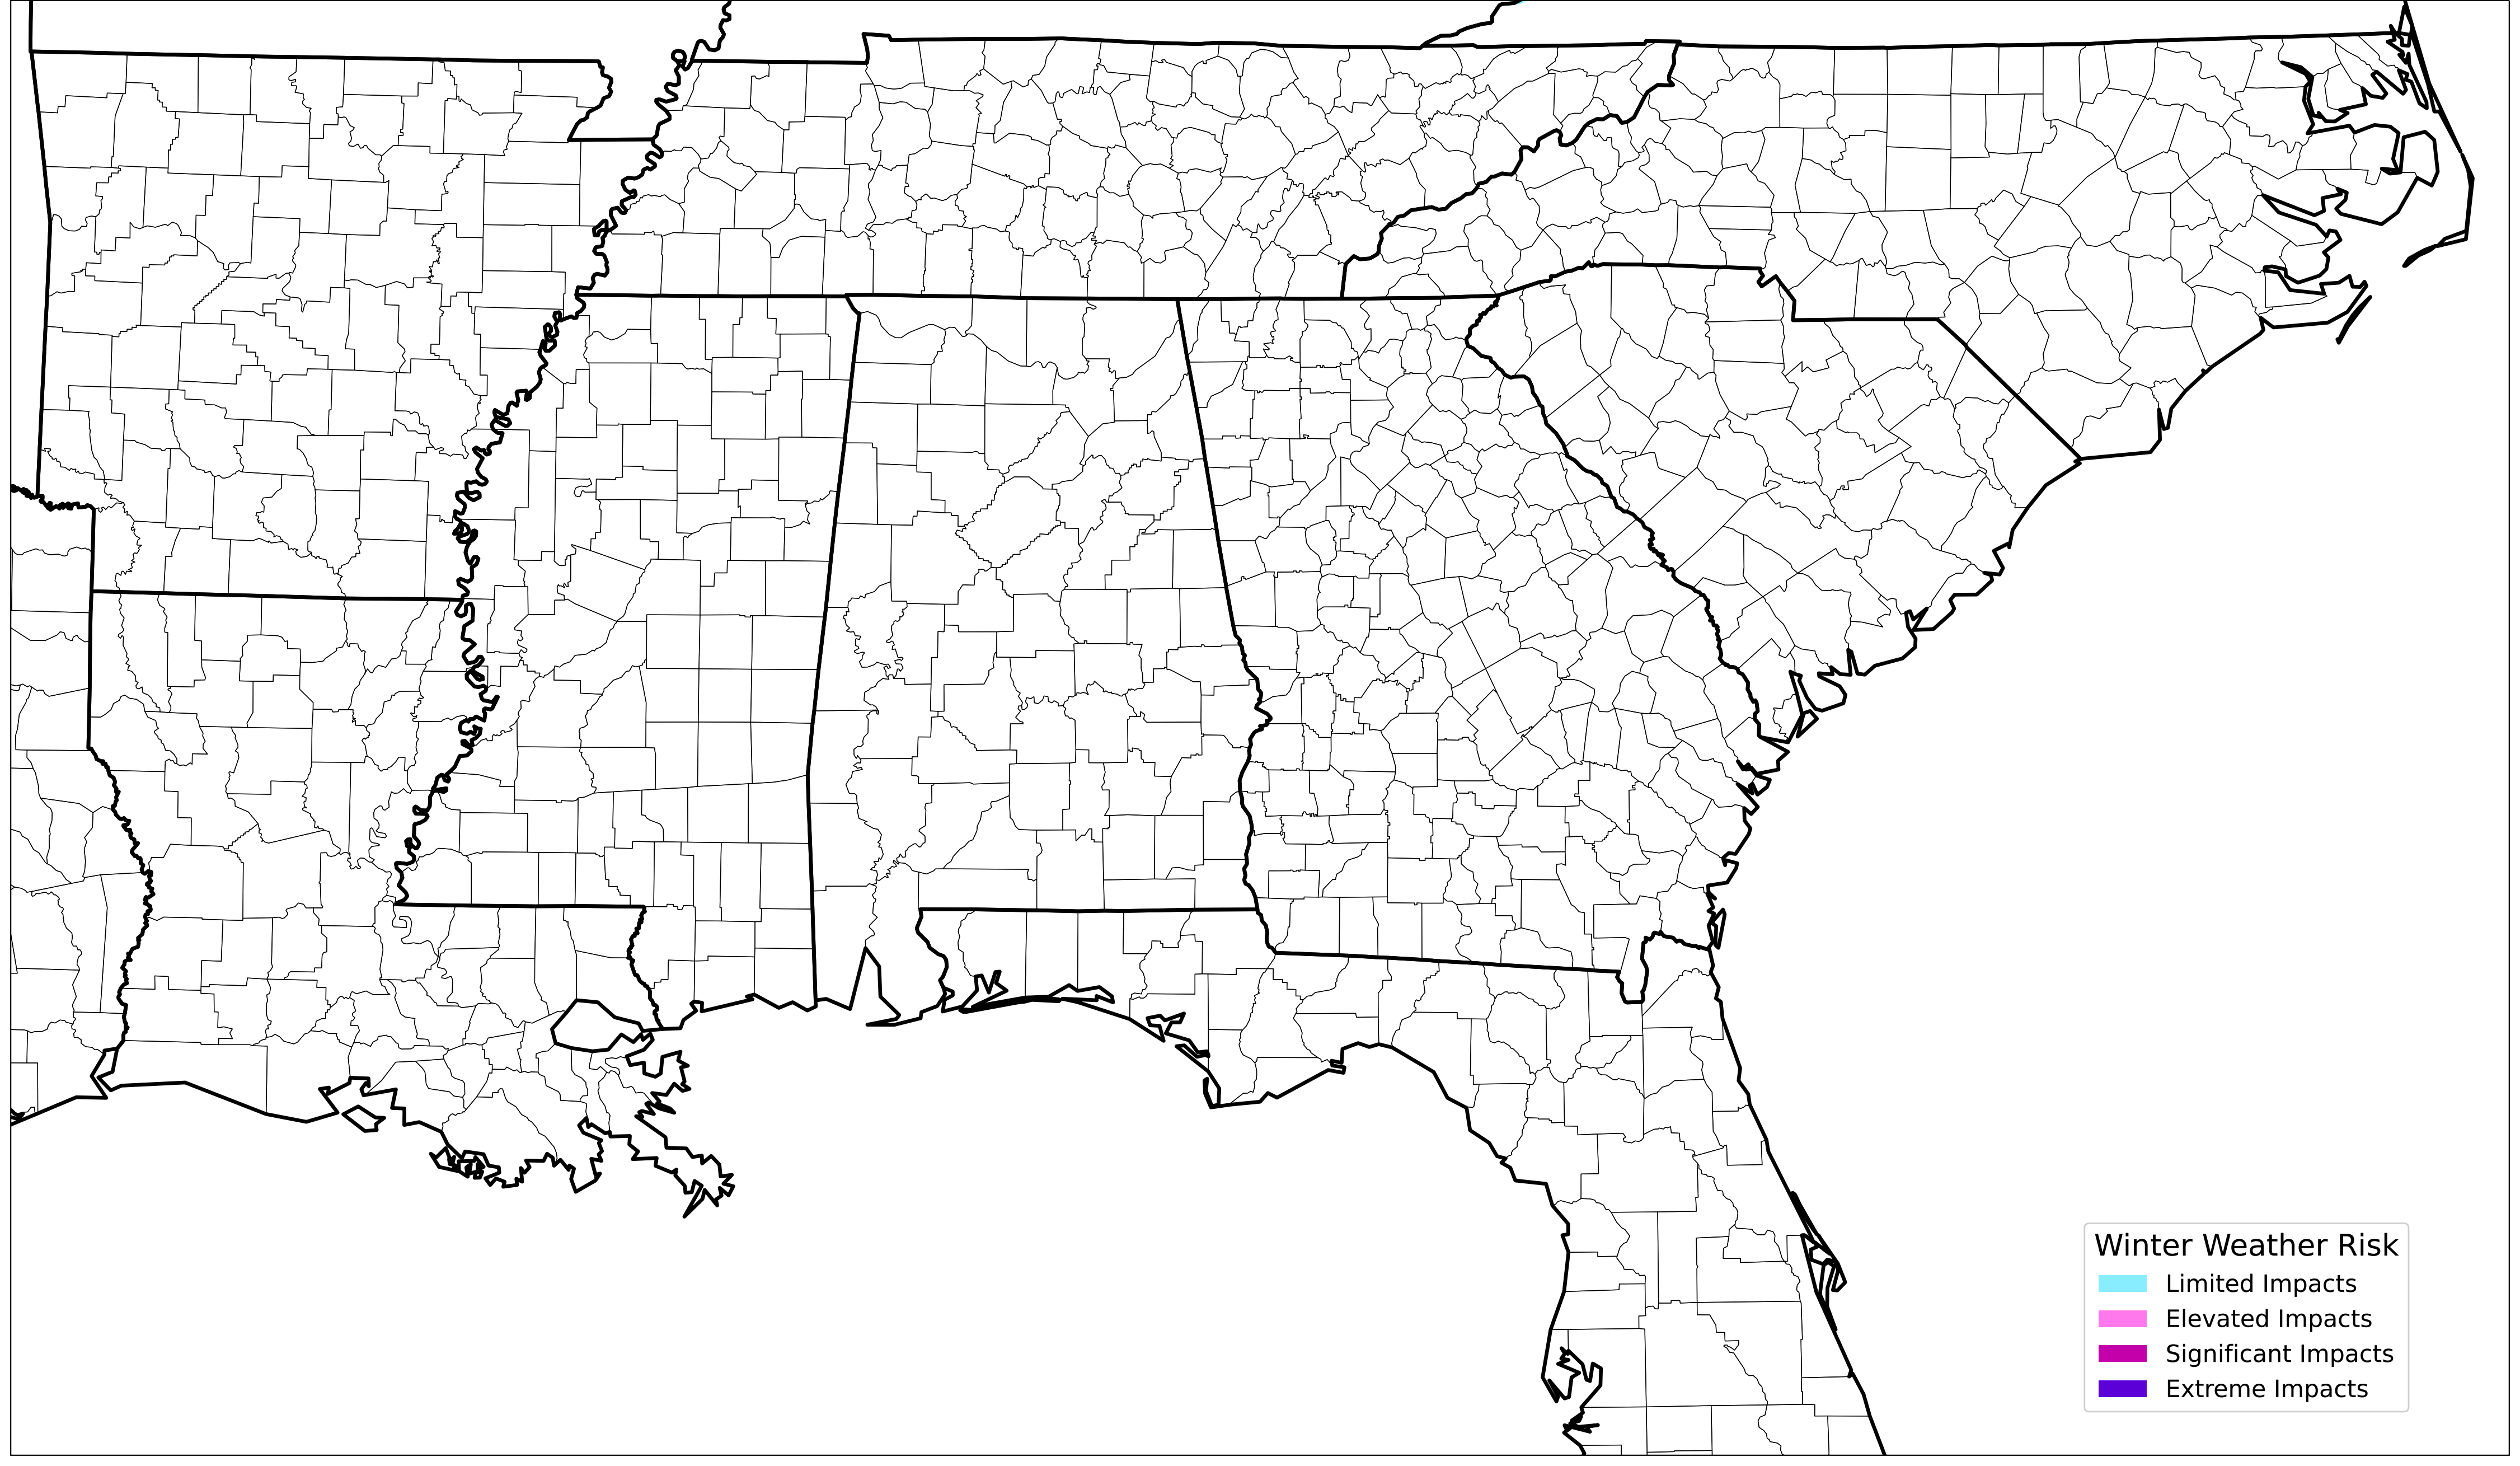 Winter Weather Risk
Limited Impacts
Elevated Impacts
Significant Impacts
Extreme Impacts